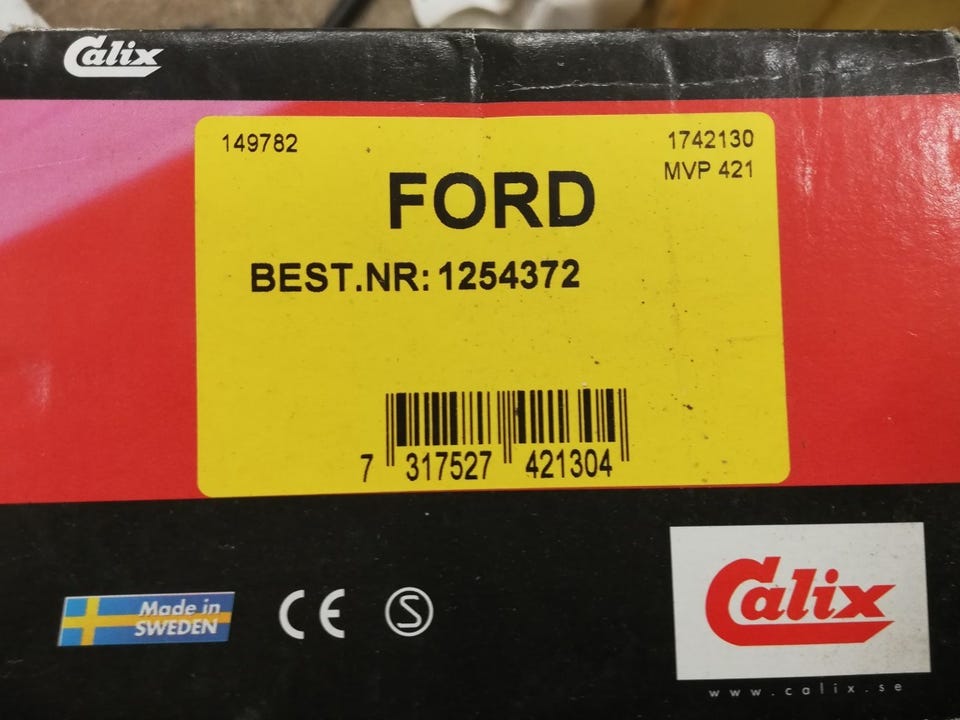 Calix
149782
1742130
MVP 421
FORD
BEST.NR: 1254372
7 317527 421304
Made in
SWEDEN
CE
S
Calix
www.calix.se